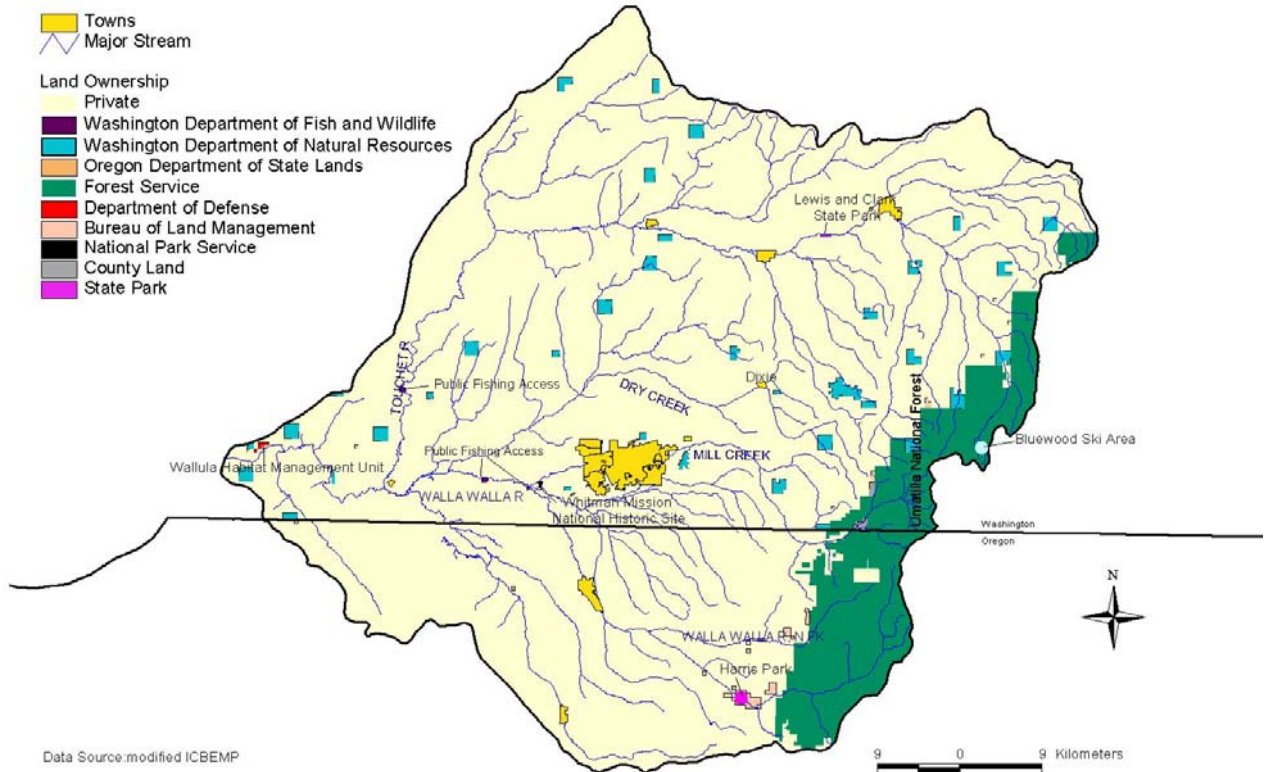 Towns
Major Stream
Land Ownership
Private
Washington Department of Fish and Wildlife
Washington Department of Natural Resources
Oregon Department of State Lands
Forest Service
Department of Defense
Bureau of Land Management
National Park Service
County Land
State Park
Lewis and Clark
State Park
TOUCHET R
Public Fishing Access
Dixie
DRY CREEK
Umatilla National Forest
Bluewood Ski Area
Public Fishing Access
MILL CREEK
Wallula Habitat Management Unit
WALLA WALLA R
Whitman Mission
National Historic Site
Washington
Oregon
N
WALLA WALLA R N FK
Harris Park
Data Source:modified ICBEMP
9 0 9 Kilometers